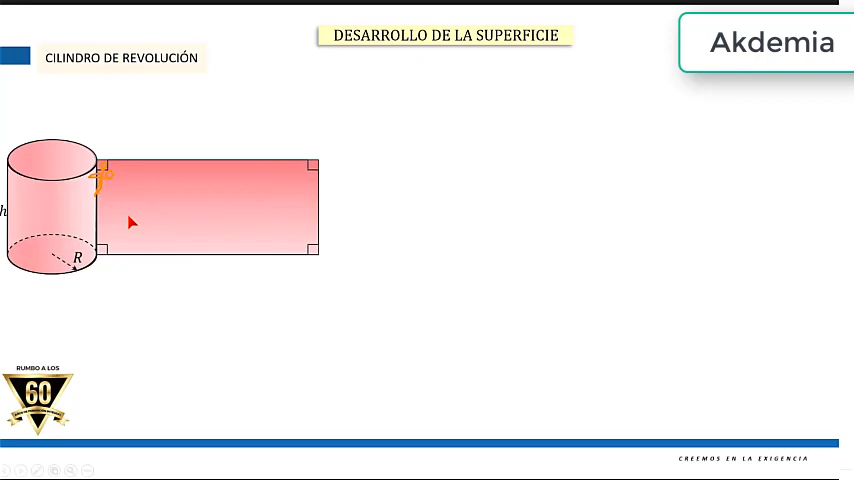 DESARROLLO DE LA SUPERFICIE
Akdemia
CILINDRO DE REVOLUCIÓN
h
R
RUMBO A LOS
60
CREEMOS EN LA EXIGENCIA